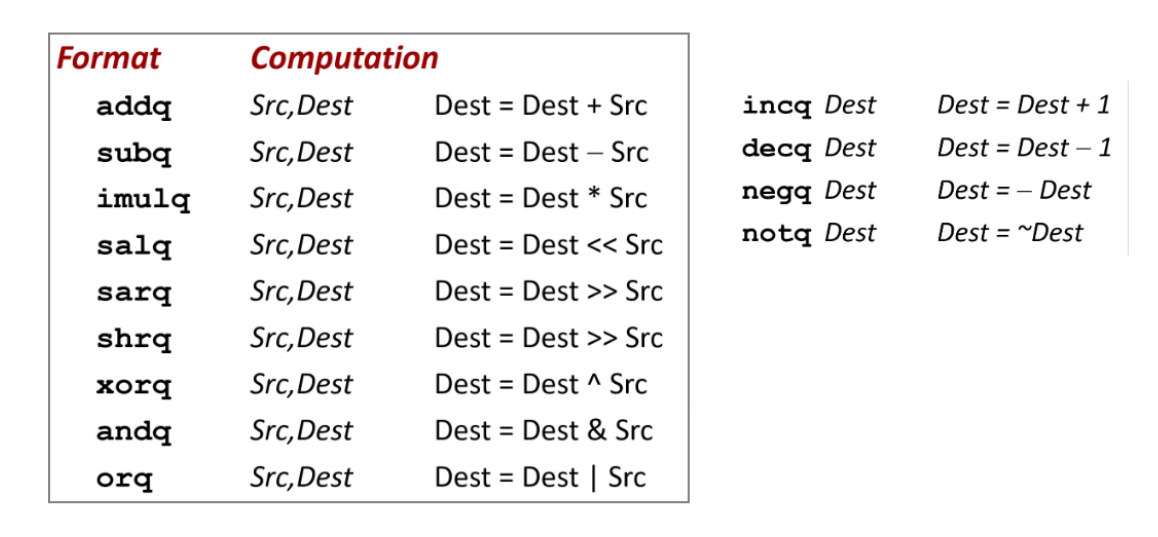 Format Computation
addq Src,Dest Dest = Dest + Src
subq Src,Dest Dest = Dest – Src
imulq Src,Dest Dest = Dest * Src
salq Src,Dest Dest = Dest << Src
sarq Src,Dest Dest = Dest >> Src
shrq Src,Dest Dest = Dest >> Src
xorq Src,Dest Dest = Dest ^ Src
andq Src,Dest Dest = Dest & Src
orq Src,Dest Dest = Dest | Src
incq Dest Dest = Dest + 1
decq Dest Dest = Dest – 1
negq Dest Dest = – Dest
notq Dest Dest = ~Dest